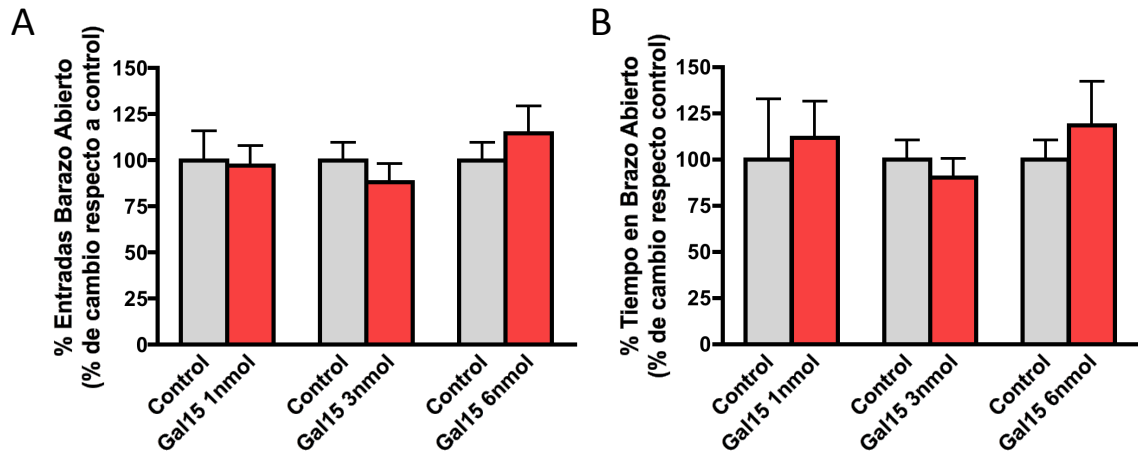 A
% Entradas Barazo Abierto
(% de cambio respecto a control)
150
125
100
75
50
25
0
Control
Gal15 1nmol
Control
Gal15 3nmol
Control
Gal15 6nmol
B
% Tiempo en Brazo Abierto
(% de cambio respecto control)
150
125
100
75
50
25
0
Control
Gal15 1nmol
Control
Gal15 3nmol
Control
Gal15 6nmol